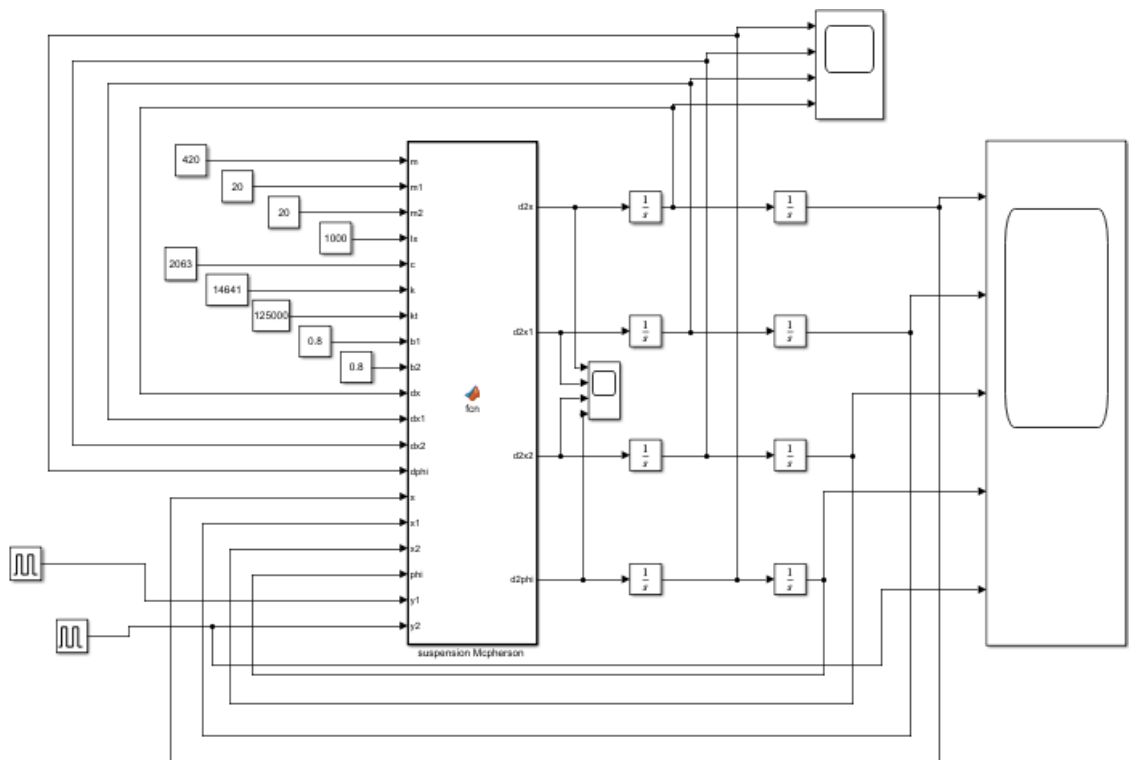 420
m
20
m1
20
m2
d2x
1
s
1
s
1000
Ix
2063
c
14641
k
125000
kt
0.8
b1
d2x1
1
s
1
s
0.8
b2
dx
fcn
dx1
dx2
d2x2
1
s
1
s
dphi
x
x1
x2
phi
d2phi
1
s
1
s
y1
y2
suspension Mcpherson